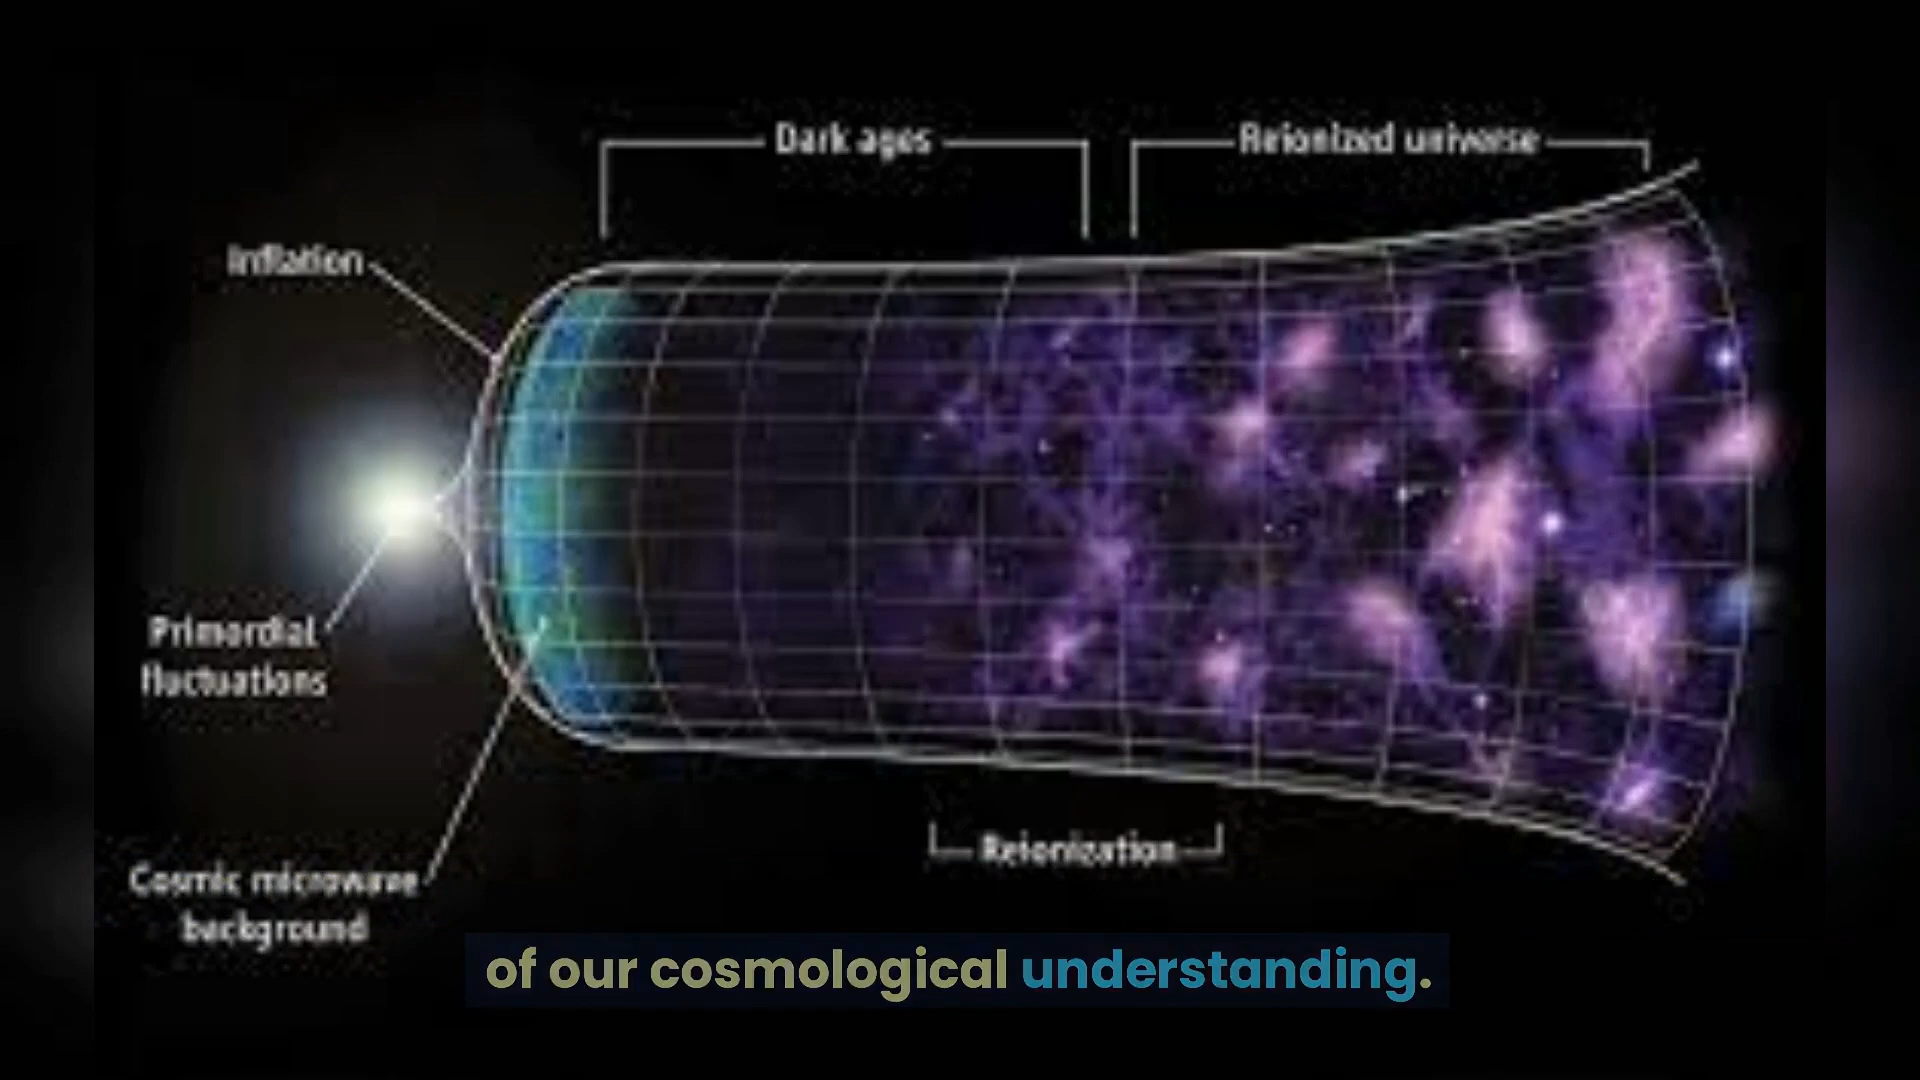 Dark ages
Reionized universe
Inflation
Primordial
fluctuations
Reionization
Cosmic microwave
background
of our cosmological understanding.